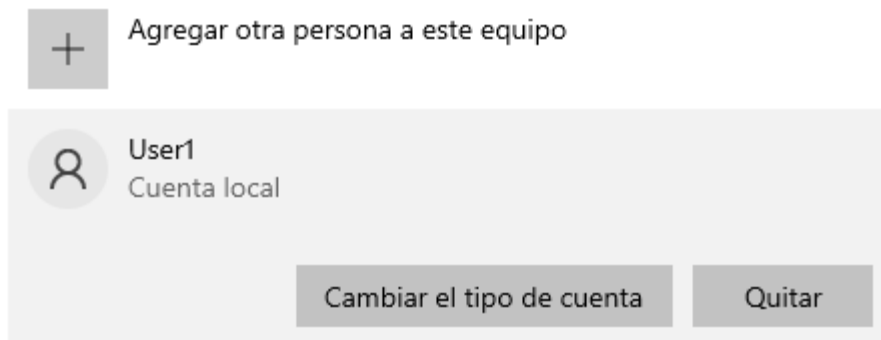 Agregar otra persona a este equipo
User1
Cuenta local
Cambiar el tipo de cuenta
Quitar